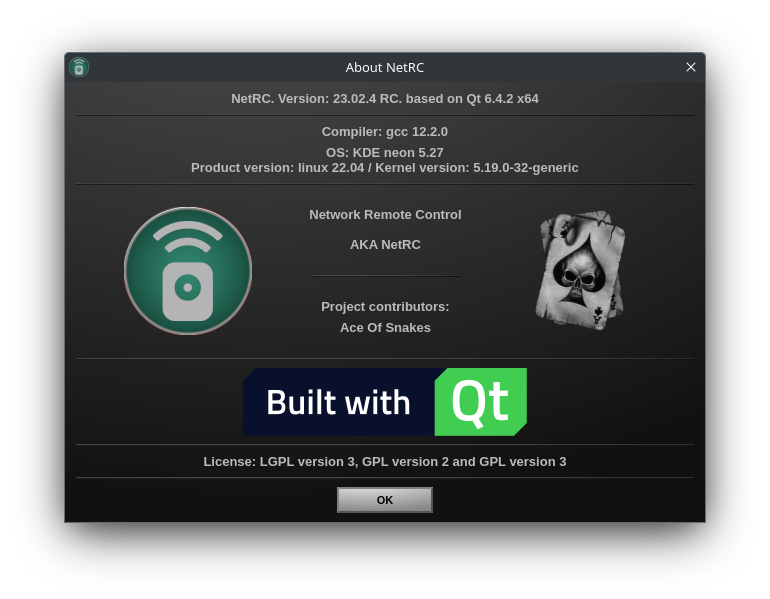 About NetRC
NetRC. Version: 23.02.4 RC. based on Qt 6.4.2 x64
Compiler: gcc 12.2.0
OS: KDE neon 5.27
Product version: linux 22.04 / Kernel version: 5.19.0-32-generic
Network Remote Control
AKA NetRC
Project contributors:
Ace Of Snakes
Built with Qt
License: LGPL version 3, GPL version 2 and GPL version 3
OK